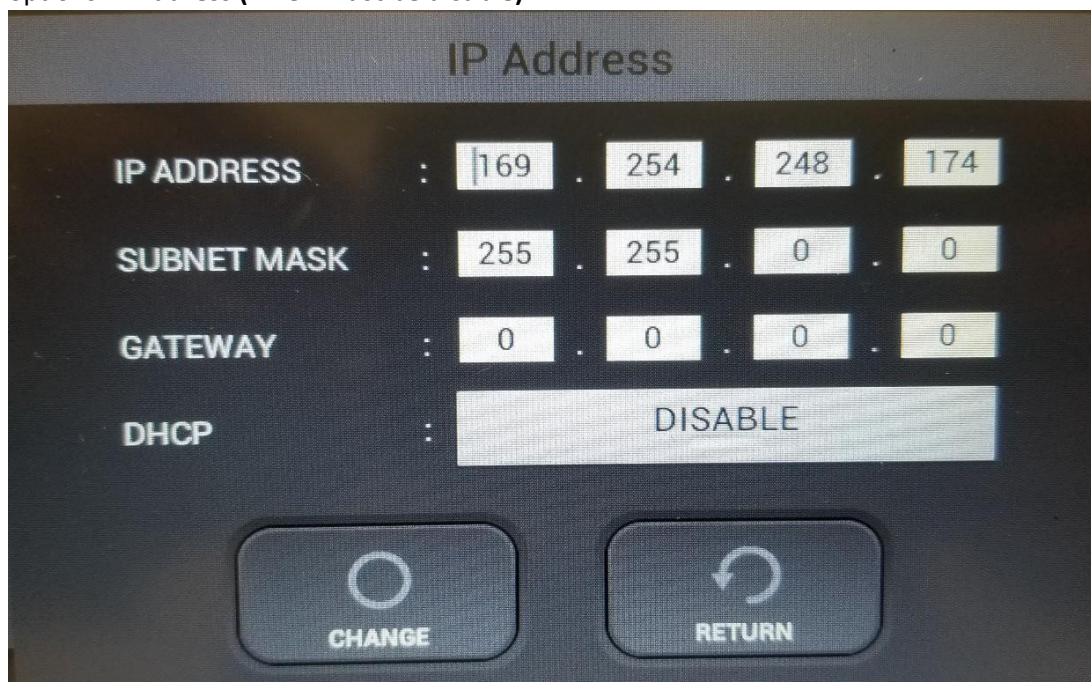 IP Address
IP ADDRESS : 169 . 254 . 248 . 174
SUBNET MASK : 255 . 255 . 0 . 0
GATEWAY : 0 . 0 . 0 . 0
DHCP : DISABLE
CHANGE RETURN